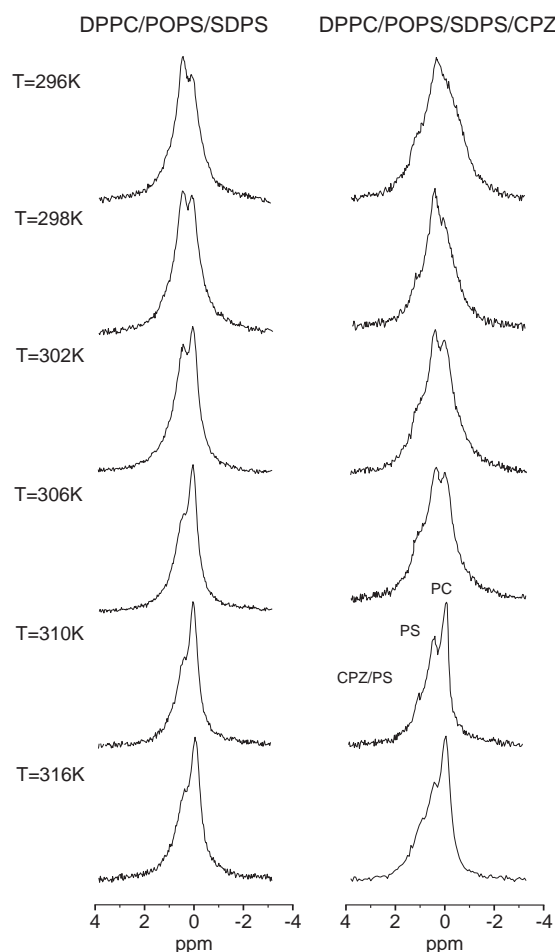 DPPC/POPS/SDPS DPPC/POPS/SDPS/CPZ
T=296K
T=298K
T=302K
T=306K
PC
PS
CPZ/PS
T=310K
T=316K
4 2 0 -2 -4 4 2 0 -2 -4
ppm ppm